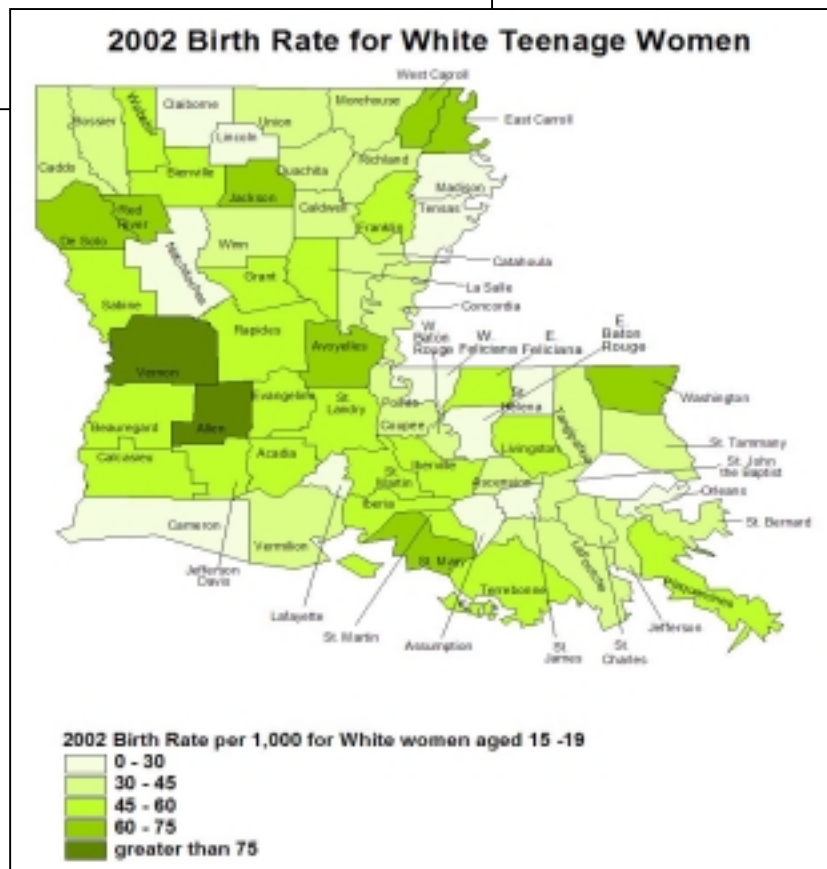 2002 Birth Rate for White Teenage Women
West Carroll
Claiborne
Morehouse
Webster
Bossier
Union
East Carroll
Lincoln
Richland
Caddo
Bienville
Ouachita
Madison
Jackson
Caldwell
Tensas
Red
River
Franklin
De Soto
Winn
Natchitoches
Catahoula
Grant
La Salle
Sabine
Concordia
W.
Baton
Rouge
W.
Feliciana
E.
Feliciana
E.
Baton
Rouge
Rapides
Avoyelles
Vernon
Evangeline
St.
Landry
Pointe
Coupee
St.
Helena
Washington
Beauregard
Allen
Tangipahoa
Livingston
St. Tammany
Calcasieu
Acadia
St.
Martin
Iberville
Ascension
St. John
the Baptist
Orleans
Iberia
Cameron
Vermilion
St. Bernard
St. Mary
Lafourche
Jefferson
Davis
Terrebonne
Plaquemines
Lafayette
St. Martin
Assumption
St.
James
St.
Charles
Jefferson
2002 Birth Rate per 1,000 for White women aged 15 -19
0 - 30
30 - 45
45 - 60
60 - 75
greater than 75